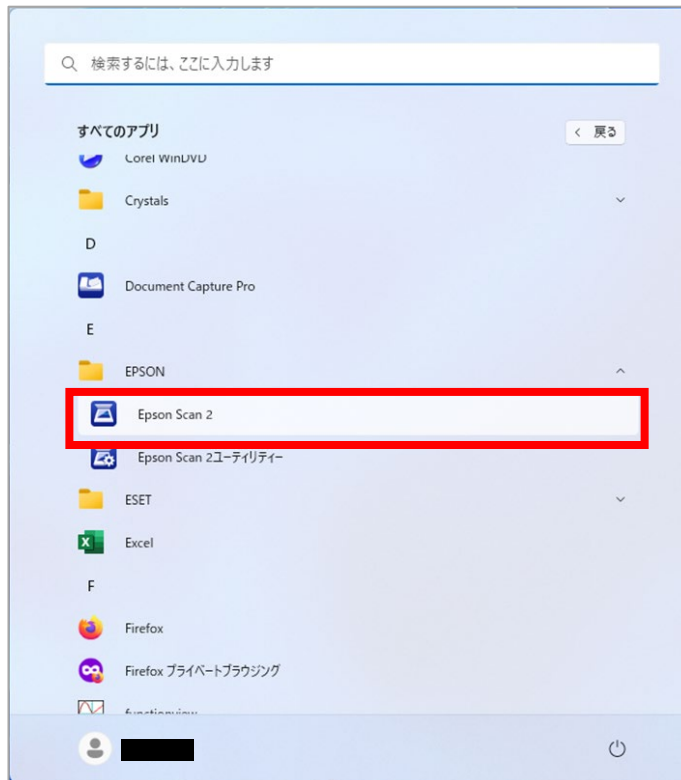 検索するには、ここに入力します
すべてのアプリ
戻る
Corel WinDVD
Crystals
D
Document Capture Pro
E
EPSON
Epson Scan 2
Epson Scan 2ユーティリティー
ESET
Excel
F
Firefox
Firefox プライベートブラウジング
functionview